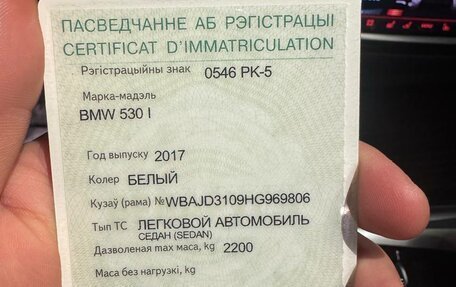 ПАСВЕДЧАННЕ АБ РЭГІСТРАЦЫІ
CERTIFICAT D'IMMATRICULATION
Рэгістрацыйны знак 0546 PK-5
Марка-мадэль
BMW 530 I
Год выпуску 2017
Колер БЕЛЫЙ
Кузаў (рама) №WBAJD3109HG969806
Тып ТС ЛЕГКОВОЙ АВТОМОБИЛЬ
СЕДАН (SEDAN)
Дазволеная max маса, kg 2200
Маса без нагрузкі, kg